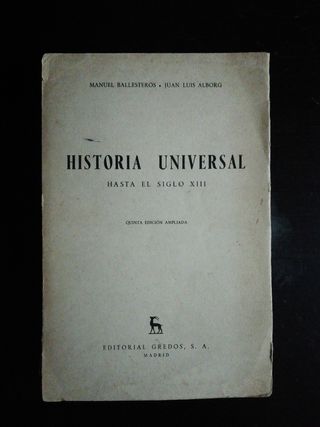 MANUEL BALLESTEROS • JUAN LUIS ALBORG
HISTORIA UNIVERSAL
HASTA EL SIGLO XIII
QUINTA EDICIÓN AMPLIADA
EDITORIAL GREDOS, S. A.
MADRID